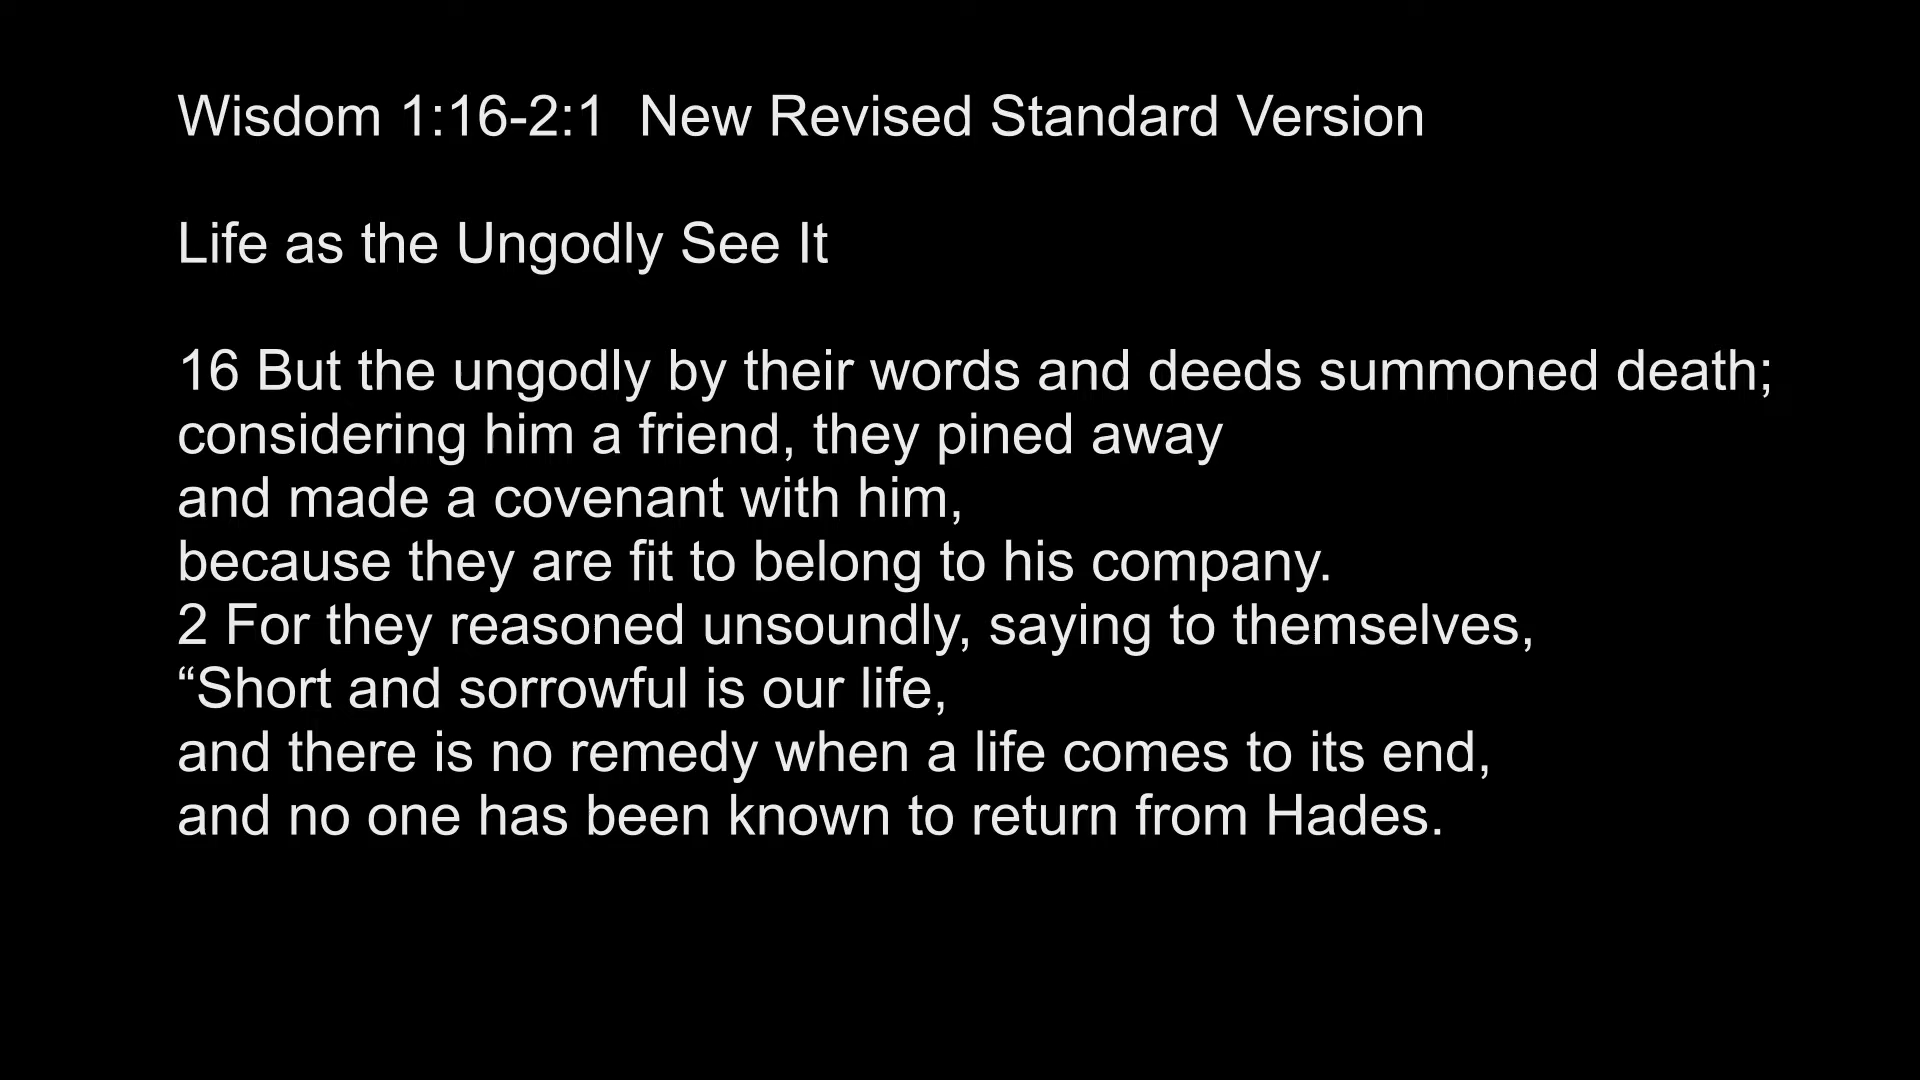 Wisdom 1:16-2:1  New Revised Standard Version
Life as the Ungodly See It
16 But the ungodly by their words and deeds summoned death;
considering him a friend, they pined away
and made a covenant with him,
because they are fit to belong to his company.
2 For they reasoned unsoundly, saying to themselves,
“Short and sorrowful is our life,
and there is no remedy when a life comes to its end,
and no one has been known to return from Hades.